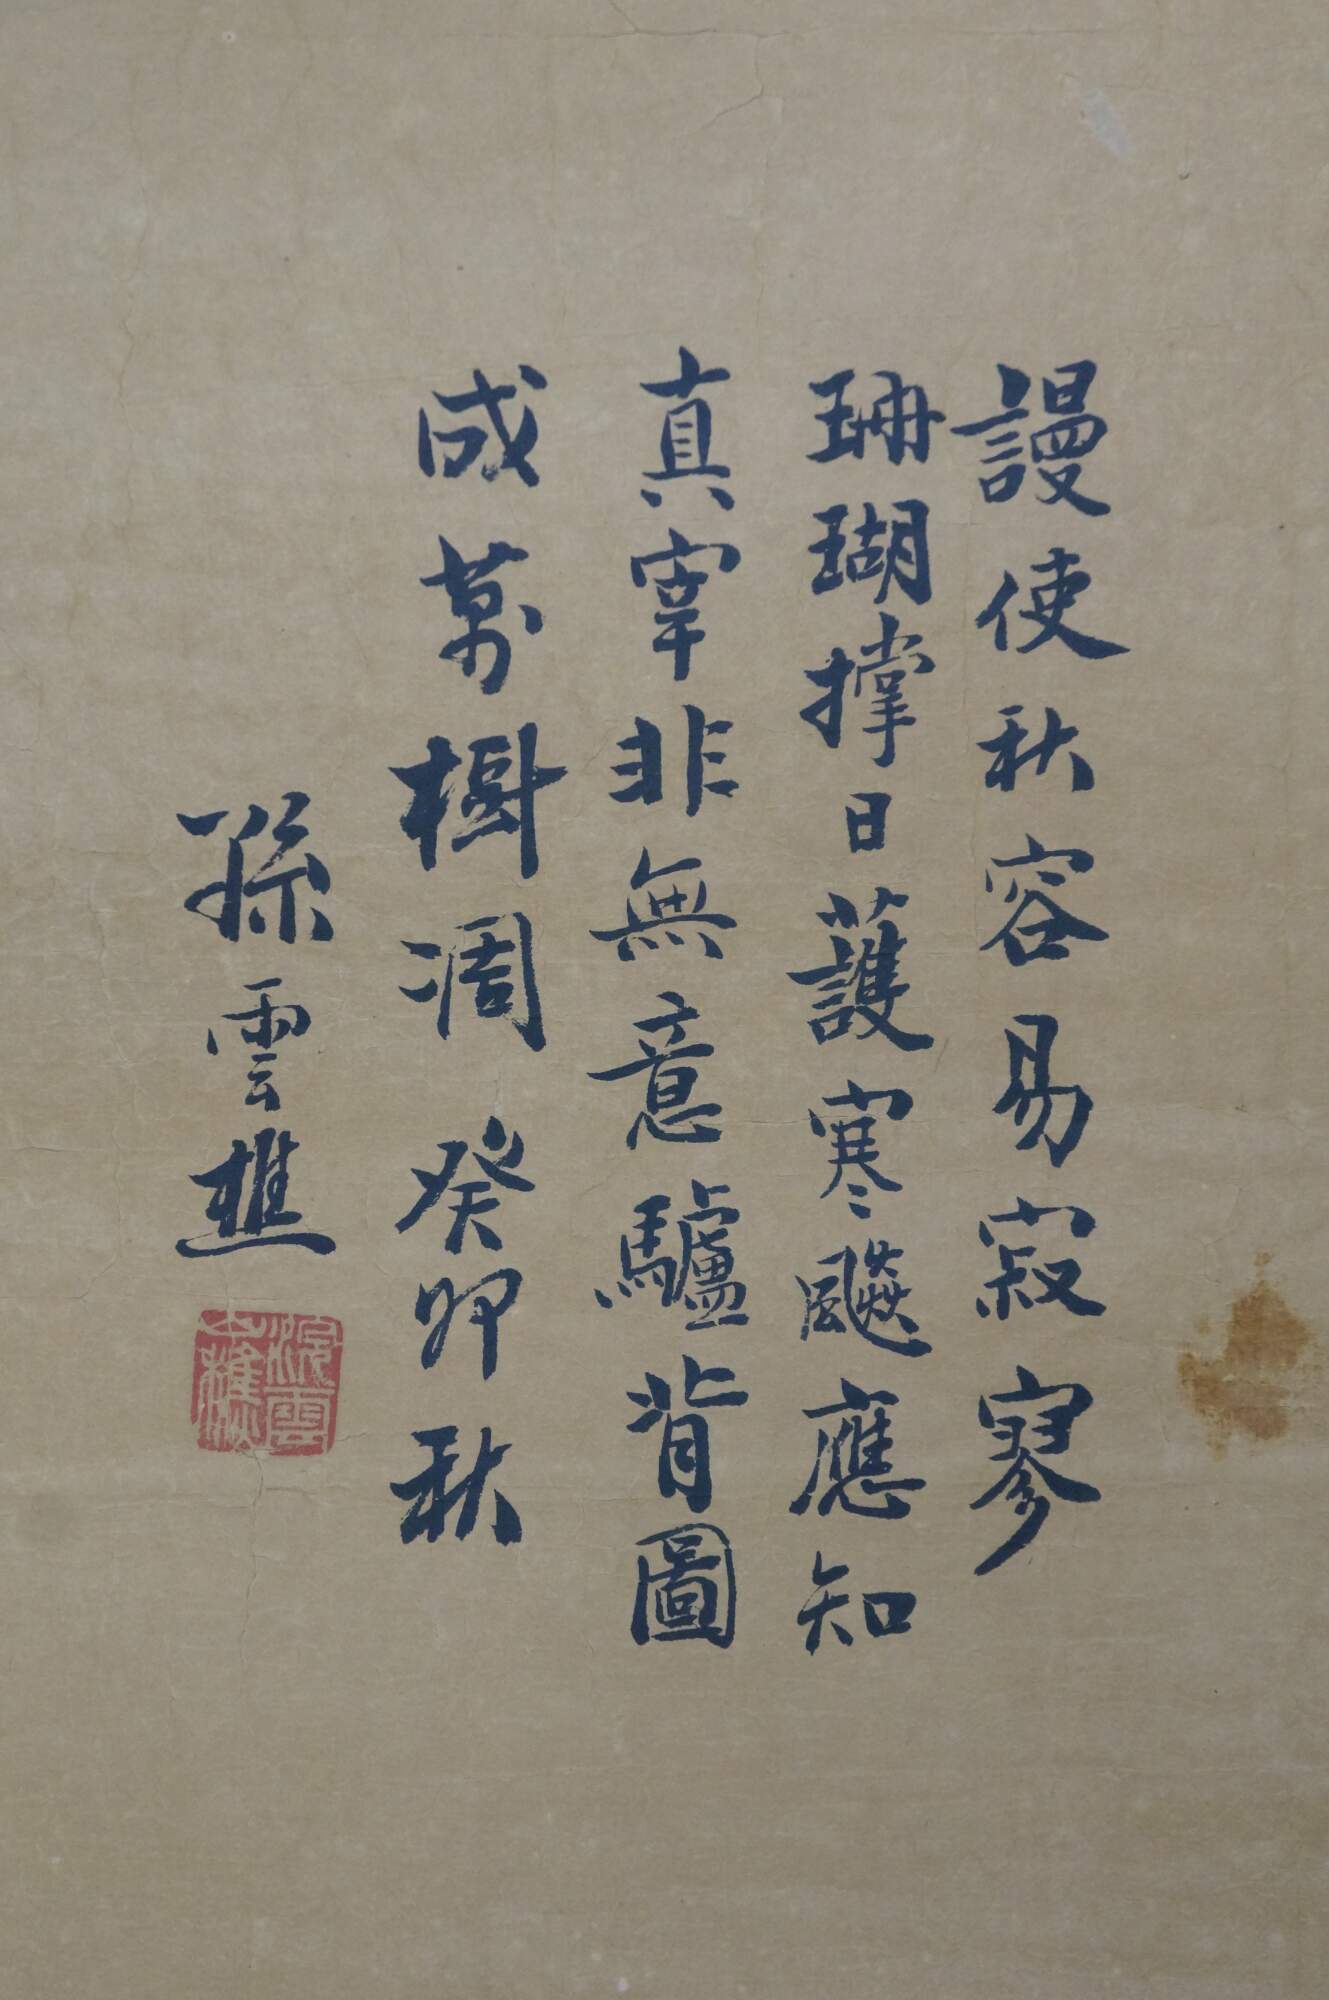 謾使秋容易寂寥
珊瑚撑日護寒飈應知
真宰非無意驢背圖
成萬樹凋癸卯秋
孫雲樵